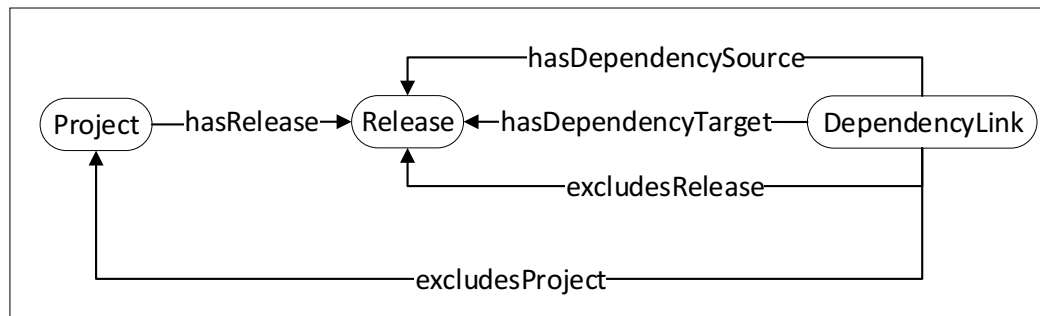 hasDependencySource
Project
hasRelease
Release
hasDependencyTarget
DependencyLink
excludesRelease
excludesProject